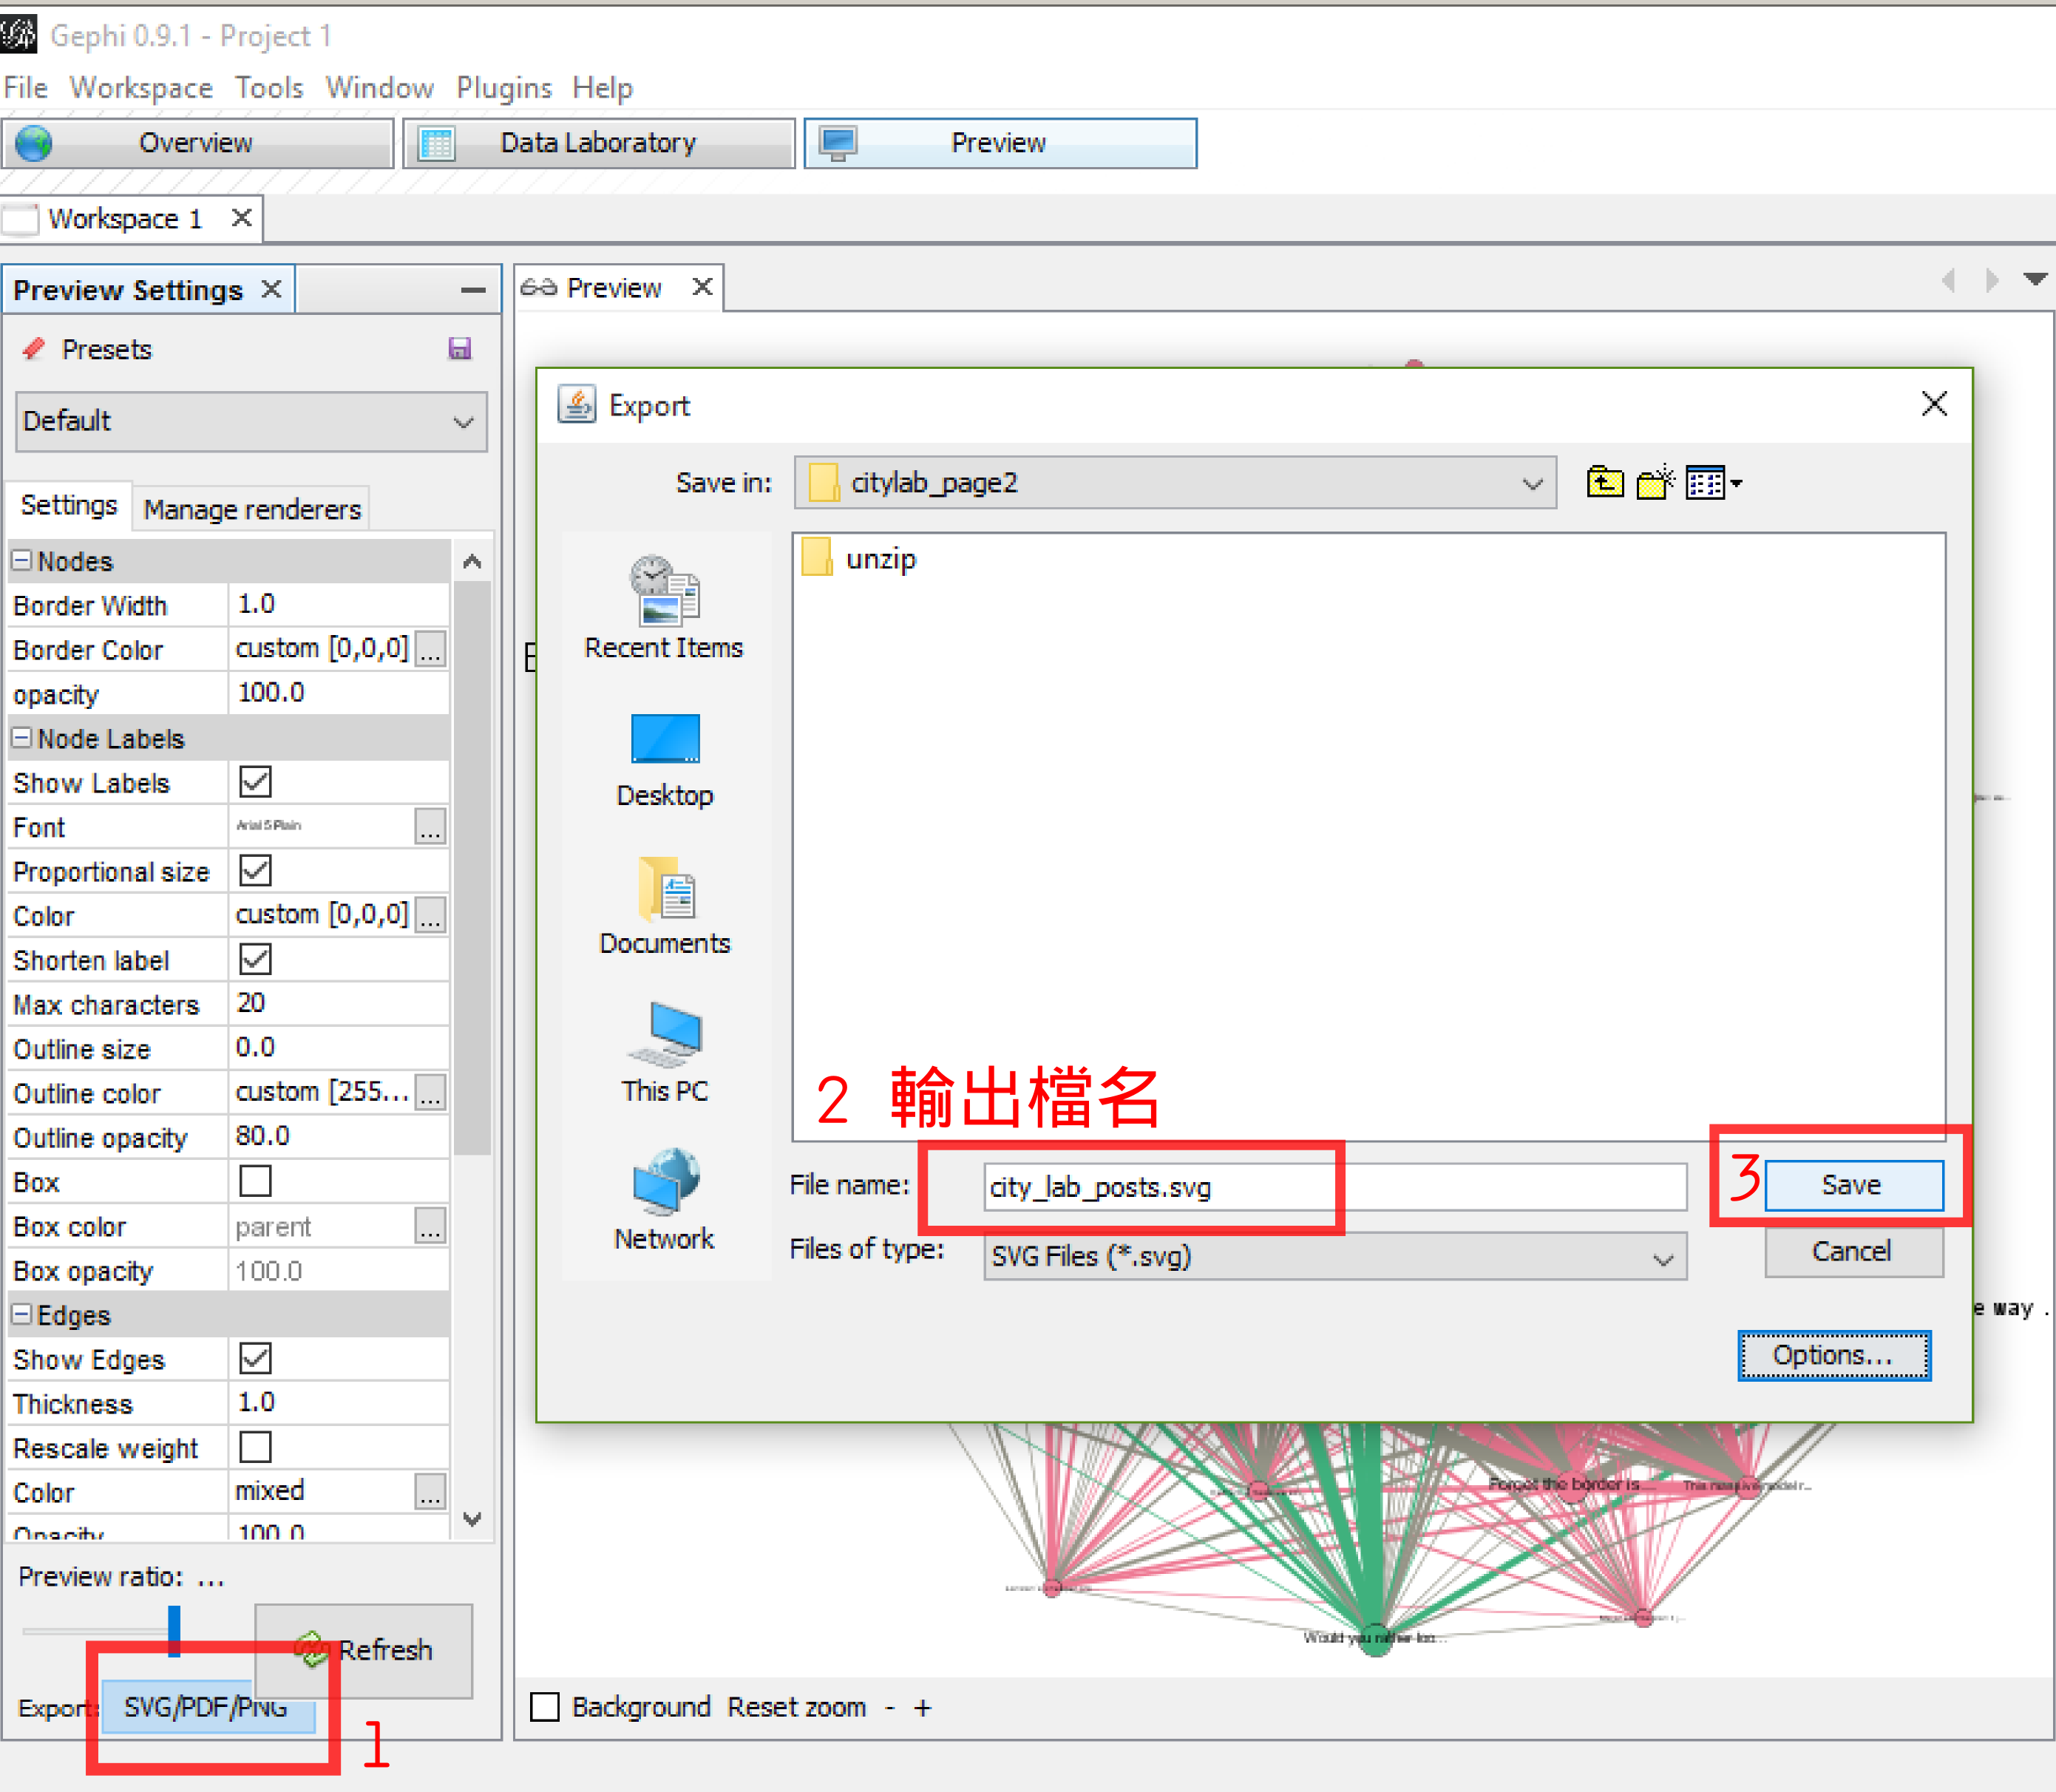 Gephi 0.9.1 - Project 1
File Workspace Tools Window Plugins Help
Overview Data Laboratory Preview
Workspace 1
Preview Settings
Presets
Default
Settings Manage renderers
Nodes
Border Width 1.0
Border Color custom [0,0,0] ...
opacity 100.0
Node Labels
Show Labels
Font Arial 5 Plain ...
Proportional size
Color custom [0,0,0] ...
Shorten label
Max characters 20
Outline size 0.0
Outline color custom [255... ...
Outline opacity 80.0
Box
Box color parent ...
Box opacity 100.0
Edges
Show Edges
Thickness 1.0
Rescale weight
Color mixed ...
Opacity 100.0
Preview ratio: ...
Refresh
Export: SVG/PDF/PNG
1
Preview
Export
Save in: citylab_page2
unzip
Recent Items
Desktop
Documents
This PC
Network
2 輸出檔名
File name: city_lab_posts.svg
3 Save
Files of type: SVG Files (*.svg)
Cancel
Options...
e way .
Forget the border is...
Would you rather loo...
Background Reset zoom - +